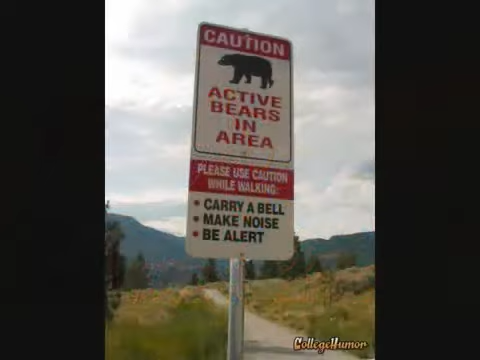 CAUTION
ACTIVE
BEARS
IN
AREA
PLEASE USE CAUTION
WHILE WALKING:
• CARRY A BELL
• MAKE NOISE
• BE ALERT
CollegeHumor